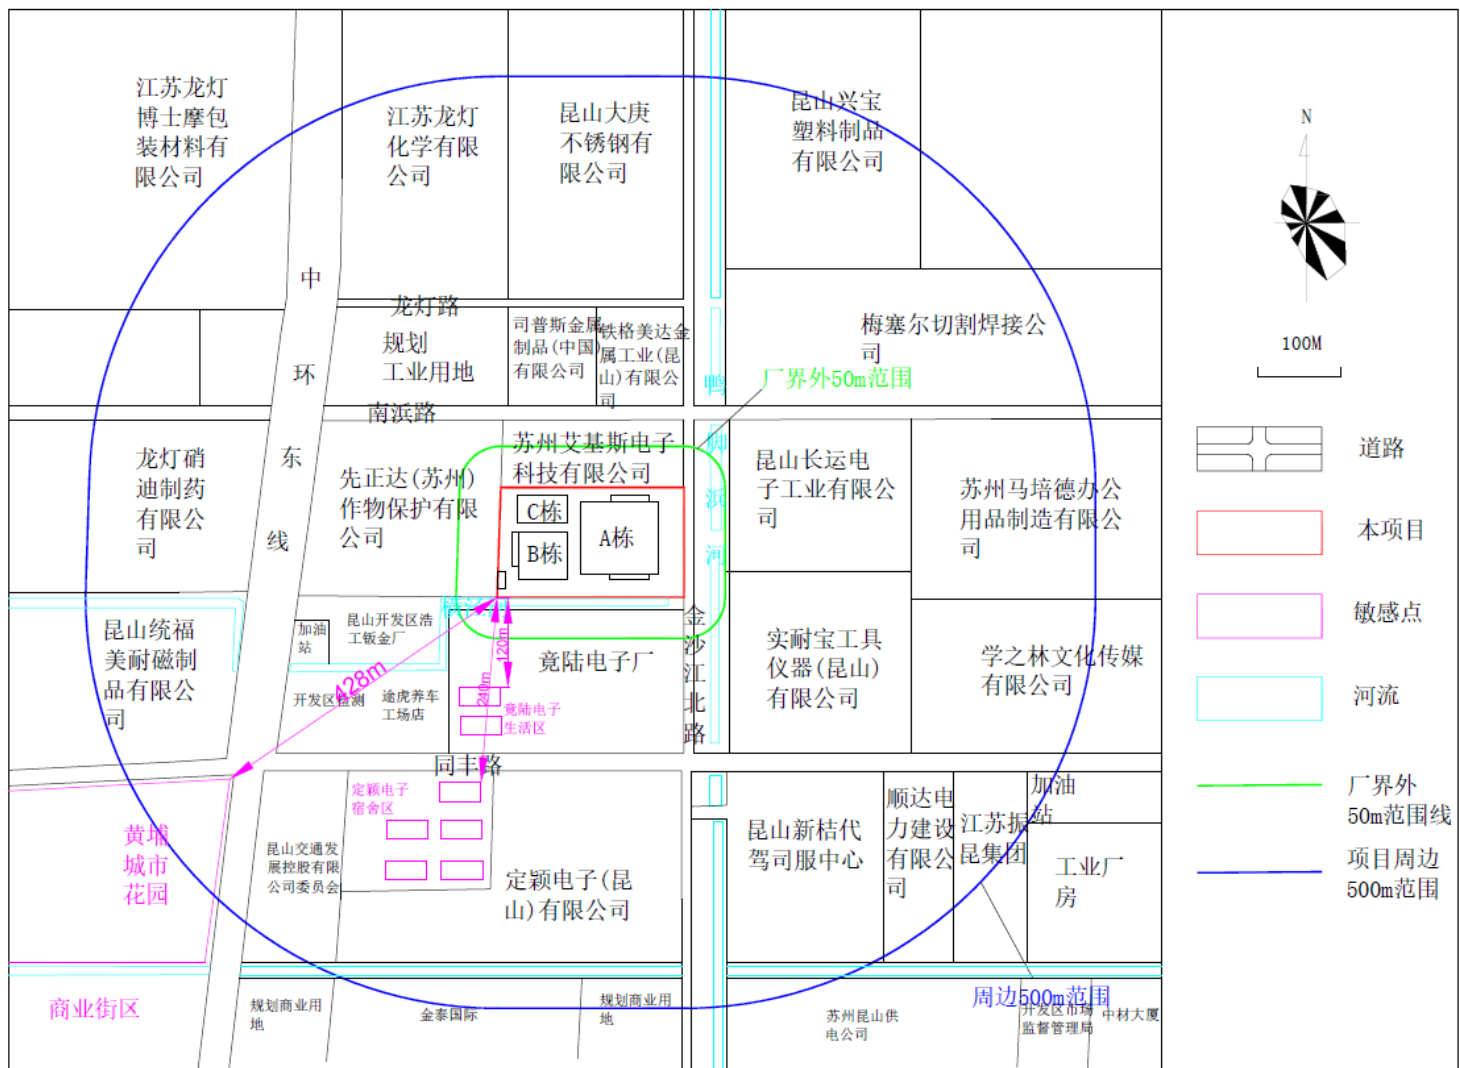 江苏龙灯
博士摩包
装材料有
限公司
江苏龙灯
化学有限
公司
昆山大庚
不锈钢有
限公司
昆山兴宝
塑料制品
有限公司
N
100M
中
环
东
线
龙灯路
规划
工业用地
司普斯金属
制品(中国)
有限公司
铁格美达金
属工业(昆
山)有限公
司
梅塞尔切割焊接公
司
厂界外50m范围
南浜路
鸭
脚
浜
河
龙灯硝
迪制药
有限公
司
先正达(苏州)
作物保护有限
公司
苏州艾基斯电子
科技有限公司
C栋
B栋
A栋
昆山长运电
子工业有限公
司
苏州马培德办公
用品制造有限公
司
道路
本项目
敏感点
河流
厂界外
50m范围线
项目周边
500m范围
昆山统福
美耐磁制
品有限公
司
加油
站
昆山开发区浩
工钣金厂
428m
120m
240m
开发区检测
途虎养车
工场店
竟陆电子厂
竟陆电子
生活区
金
沙
江
北
路
实耐宝工具
仪器(昆山)
有限公司
学之林文化传媒
有限公司
同丰路
黄埔
城市
花园
定颖电子
宿舍区
昆山交通发
展控股有限
公司委员会
定颖电子(昆
山)有限公司
昆山新桔代
驾司服中心
顺达电
力建设
有限公
司
江苏振
昆集团
加油
站
工业厂
房
商业街区
规划商业用
地
金泰国际
规划商业用
地
苏州昆山供
电公司
周边500m范围
开发区市场
监督管理局
中材大厦